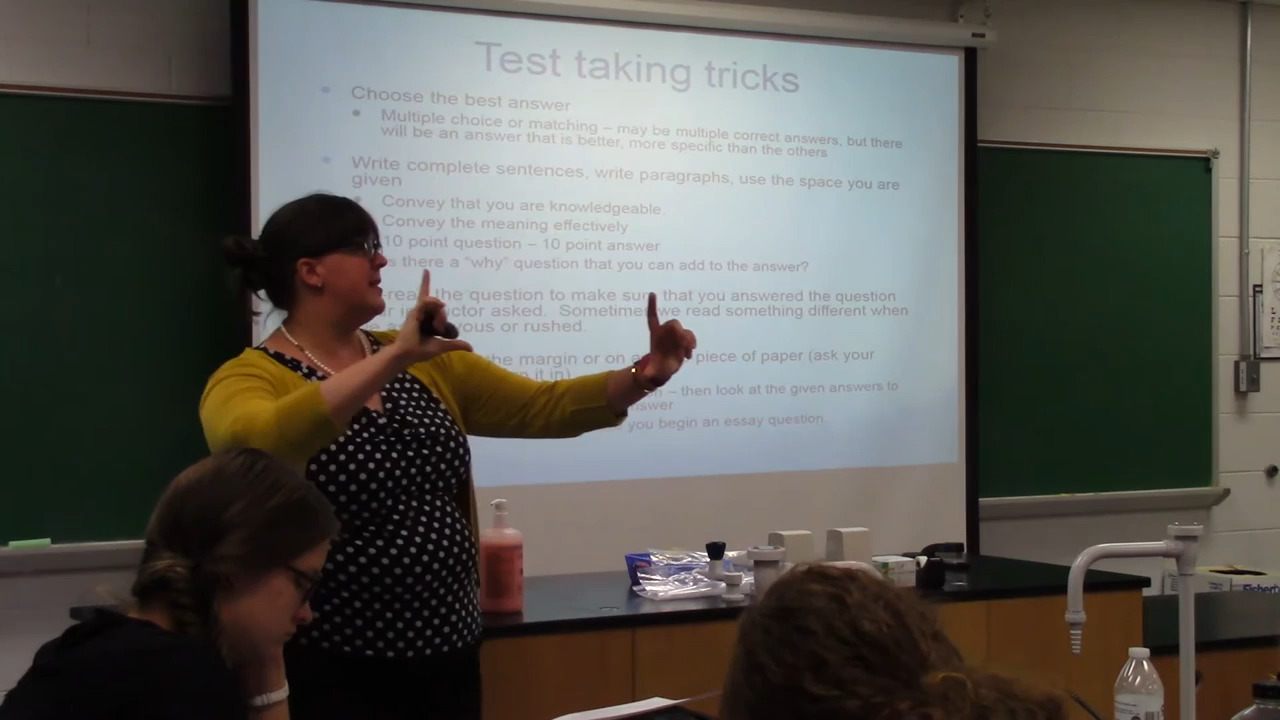 Test taking tricks
Choose the best answer
Multiple choice or matching – may be multiple correct answers, but there
will be an answer that is better, more specific than the others
Write complete sentences, write paragraphs, use the space you are
given
Convey that you are knowledgeable
Convey the meaning effectively
10 point question – 10 point answer
there a "why" question that you can add to the answer?
the question to make sure that you answered the question
asked. Sometimes we read something different when
or rushed.
the margin or on piece of paper (ask your
it in)
– then look at the given answers to
you begin an essay question.